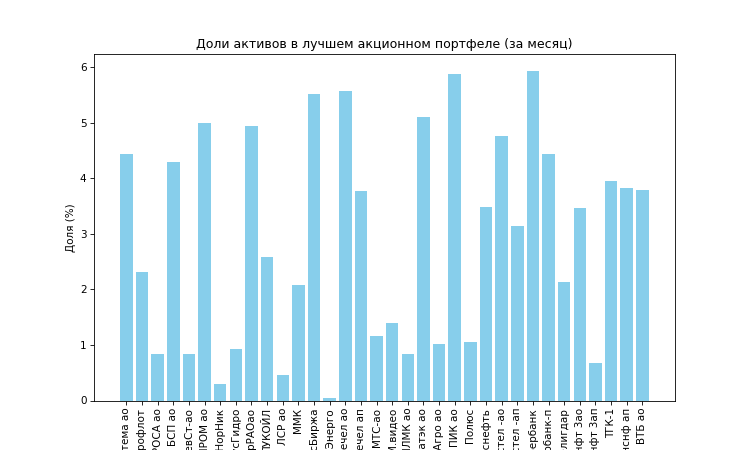 Доли активов в лучшем акционном портфеле (за месяц)
Доля (%)
6
5
4
3
2
1
0
тема ао
рофлот
РОСА ао
БСП ао
евСт-ао
ПРОМ ао
НорНик
усГидро
рРАОао
ЛУКОЙЛ
ЛСР ао
ММК
сБиржа
Энерго
ечел ао
ечел ап
МТС-ао
М.видео
ЛМК ао
атэк ао
Агро ао
ПИК ао
Полюс
снефть
стел -ао
стел -ап
ербанк
рбанк-п
лигдар
нфт 3ао
нфт 3ап
ТГК-1
нснф ап
ВТБ ао